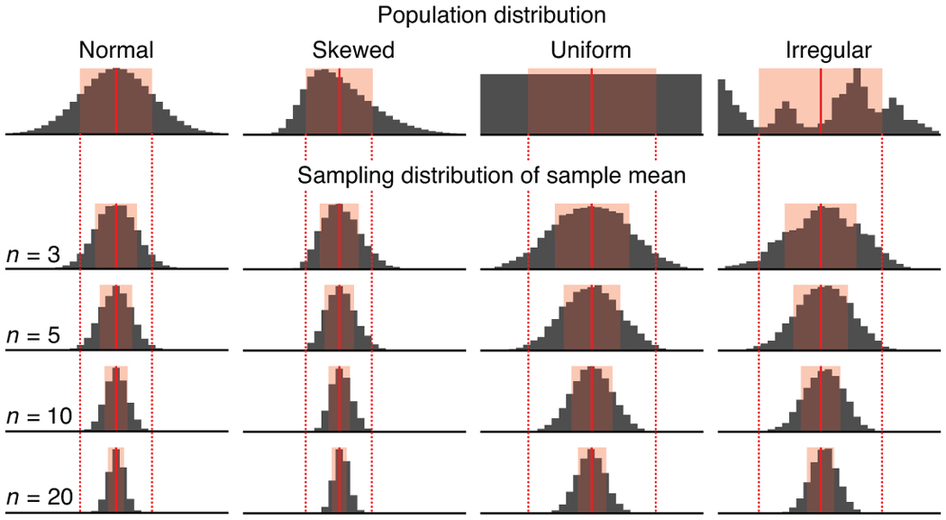 Population distribution
Normal Skewed Uniform Irregular
Sampling distribution of sample mean
n = 3
n = 5
n = 10
n = 20